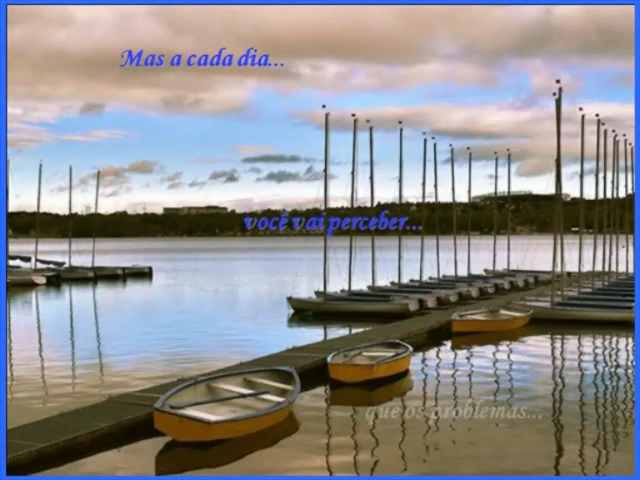 Mas a cada dia...
você vai perceber...
que os problemas...